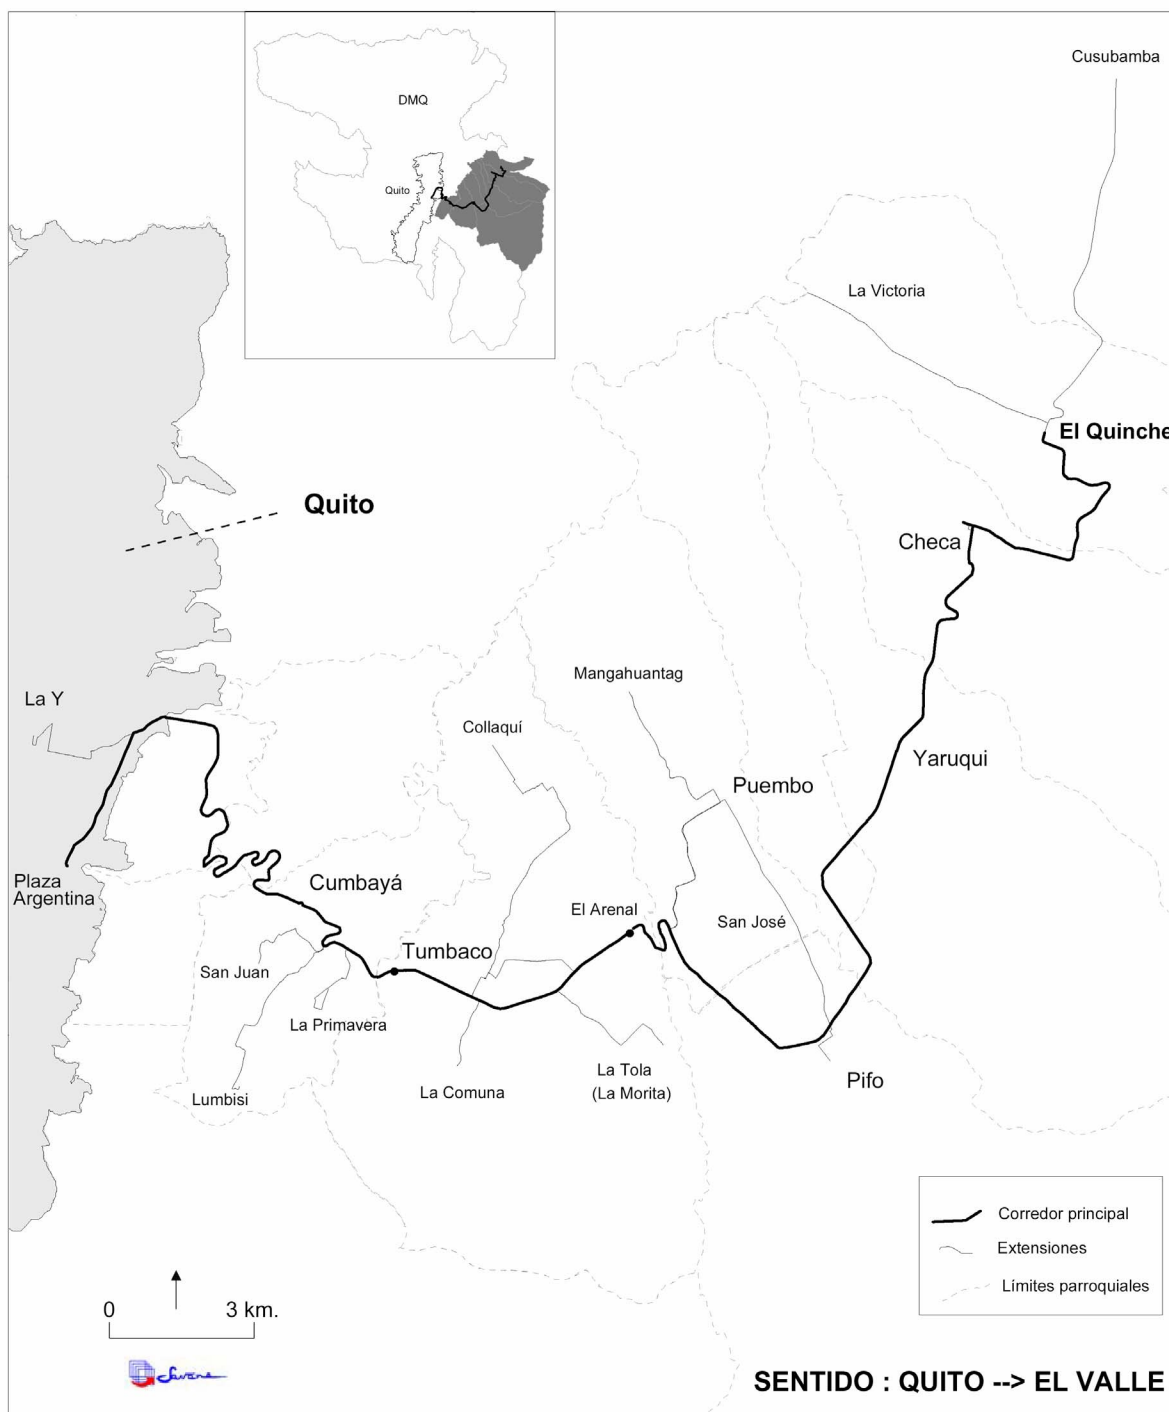 Cusubamba
DMQ
Quito
La Victoria
El Quinche
Quito
Checa
La Y
Mangahuantag
Collaquí
Yaruqui
Puembo
Plaza
Argentina
Cumbayá
El Arenal
San José
Tumbaco
San Juan
La Primavera
La Tola
(La Morita)
Pifo
La Comuna
Lumbisi
Corredor principal
Extensiones
Límites parroquiales
0 3 km.
Savane
SENTIDO : QUITO --> EL VALLE